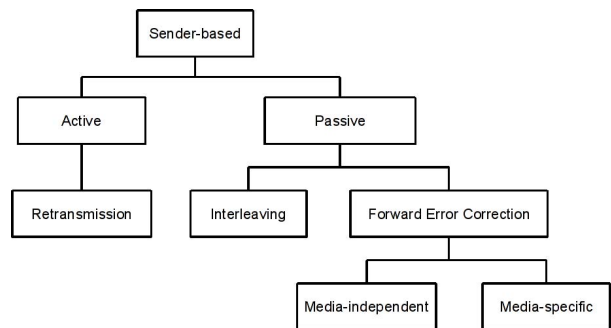 Sender-based
Active
Passive
Retransmission
Interleaving
Forward Error Correction
Media-independent
Media-specific